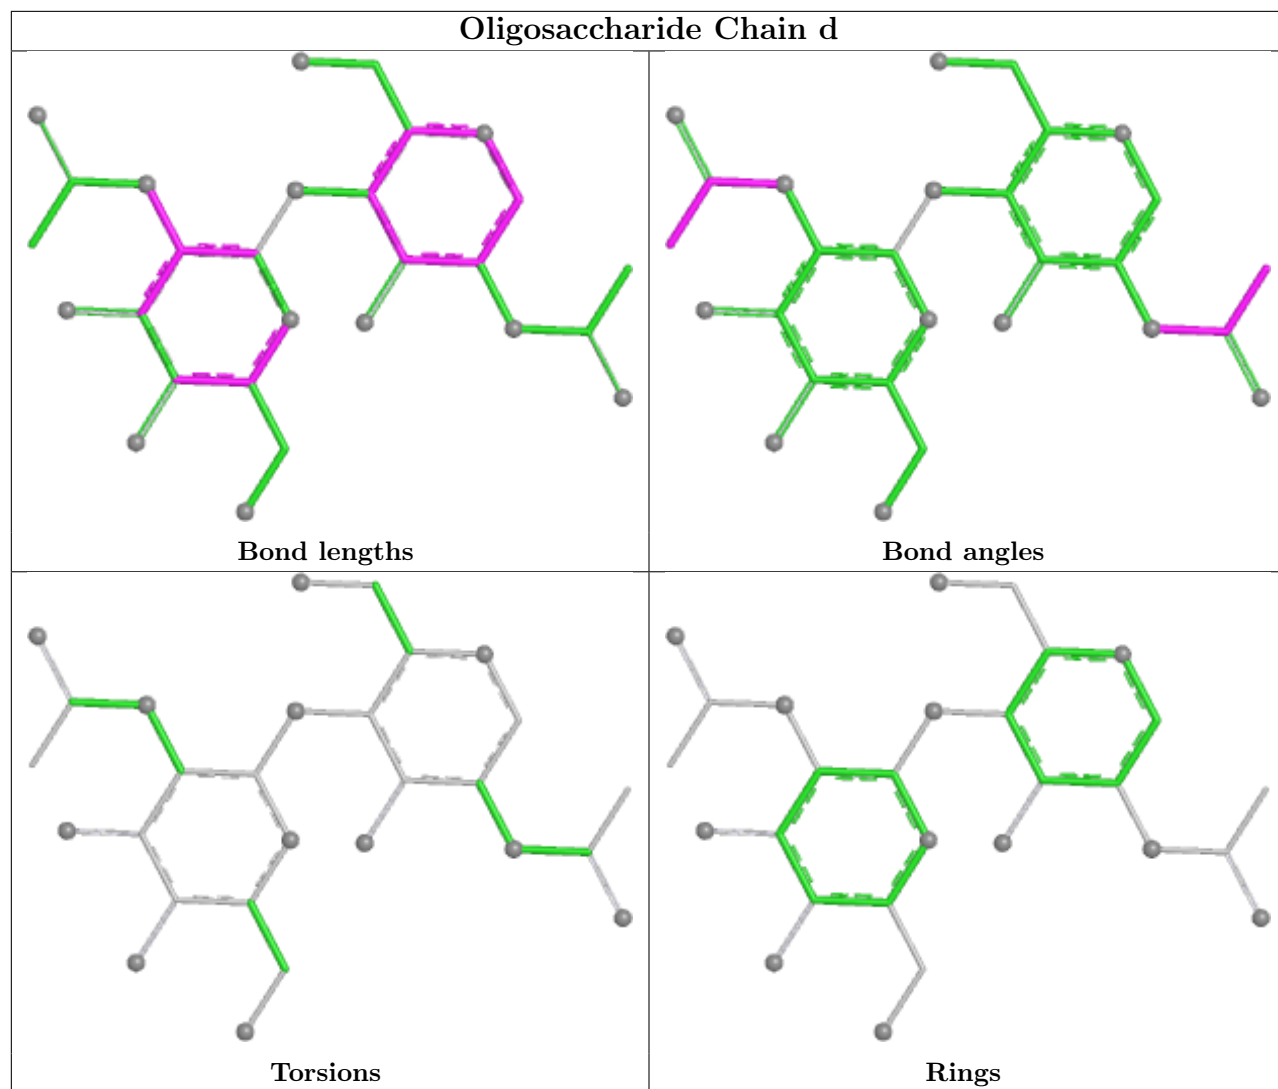 Oligosaccharide Chain d
Bond lengths
Bond angles
Torsions
Rings